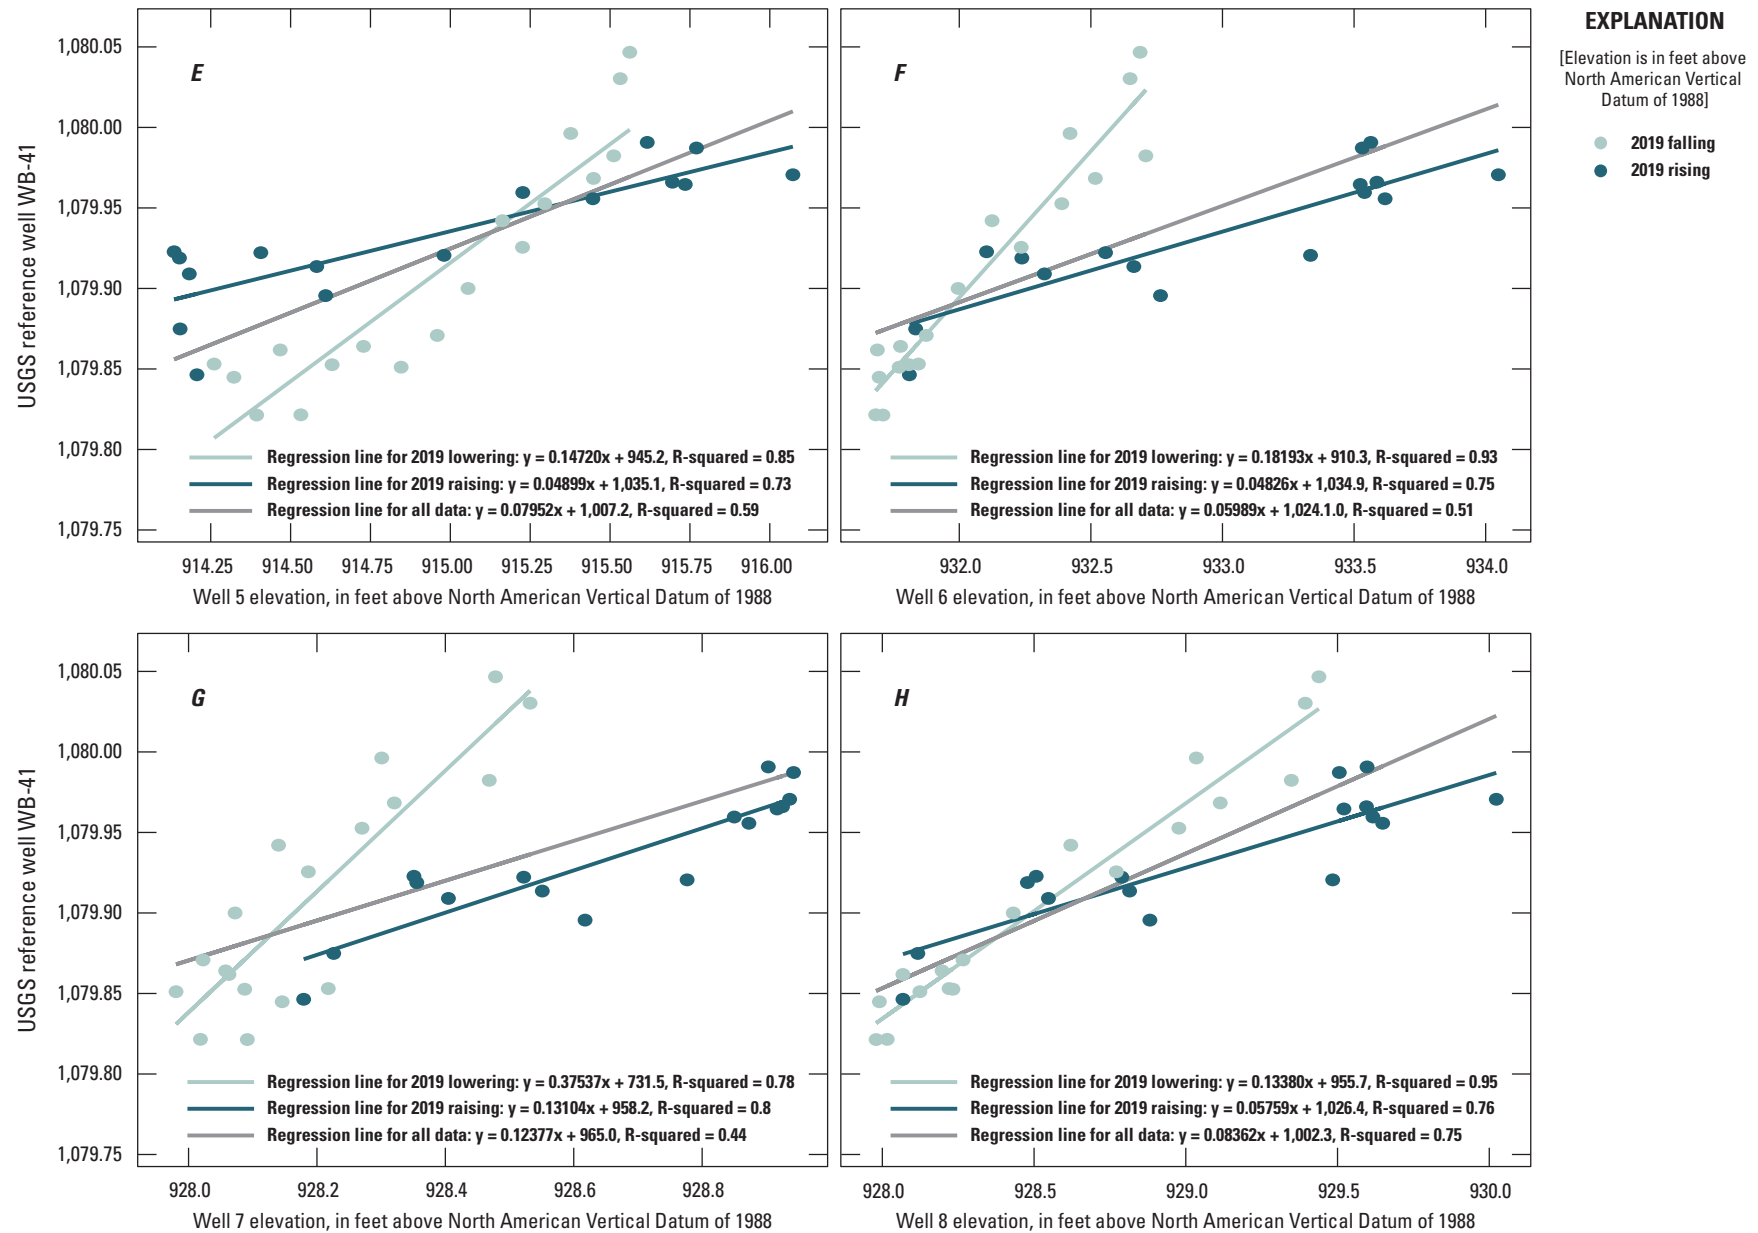 E
1,080.05
1,080.00
1,079.95
1,079.90
1,079.85
1,079.80
1,079.75
USGS reference well WB-41
Regression line for 2019 lowering: y = 0.14720x + 945.2, R-squared = 0.85
Regression line for 2019 raising: y = 0.04899x + 1,035.1, R-squared = 0.73
Regression line for all data: y = 0.07952x + 1,007.2, R-squared = 0.59
914.25 914.50 914.75 915.00 915.25 915.50 915.75 916.00
Well 5 elevation, in feet above North American Vertical Datum of 1988
F
Regression line for 2019 lowering: y = 0.18193x + 910.3, R-squared = 0.93
Regression line for 2019 raising: y = 0.04826x + 1,034.9, R-squared = 0.75
Regression line for all data: y = 0.05989x + 1,024.1.0, R-squared = 0.51
932.0 932.5 933.0 933.5 934.0
Well 6 elevation, in feet above North American Vertical Datum of 1988
EXPLANATION
[Elevation is in feet above
North American Vertical
Datum of 1988]
2019 falling
2019 rising
G
1,080.05
1,080.00
1,079.95
1,079.90
1,079.85
1,079.80
1,079.75
USGS reference well WB-41
Regression line for 2019 lowering: y = 0.37537x + 731.5, R-squared = 0.78
Regression line for 2019 raising: y = 0.13104x + 958.2, R-squared = 0.8
Regression line for all data: y = 0.12377x + 965.0, R-squared = 0.44
928.0 928.2 928.4 928.6 928.8
Well 7 elevation, in feet above North American Vertical Datum of 1988
H
Regression line for 2019 lowering: y = 0.13380x + 955.7, R-squared = 0.95
Regression line for 2019 raising: y = 0.05759x + 1,026.4, R-squared = 0.76
Regression line for all data: y = 0.08362x + 1,002.3, R-squared = 0.75
928.0 928.5 929.0 929.5 930.0
Well 8 elevation, in feet above North American Vertical Datum of 1988